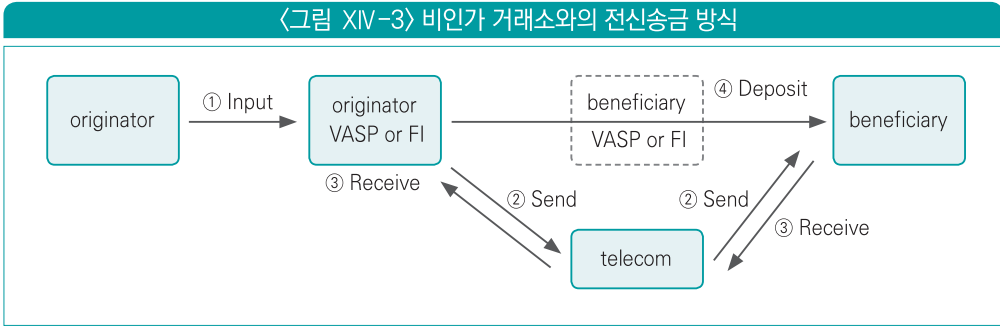 〈그림 XIV-3〉 비인가 거래소와의 전신송금 방식
originator
① Input
originator
VASP or FI
beneficiary
VASP or FI
④ Deposit
beneficiary
③ Receive
② Send
② Send
③ Receive
telecom